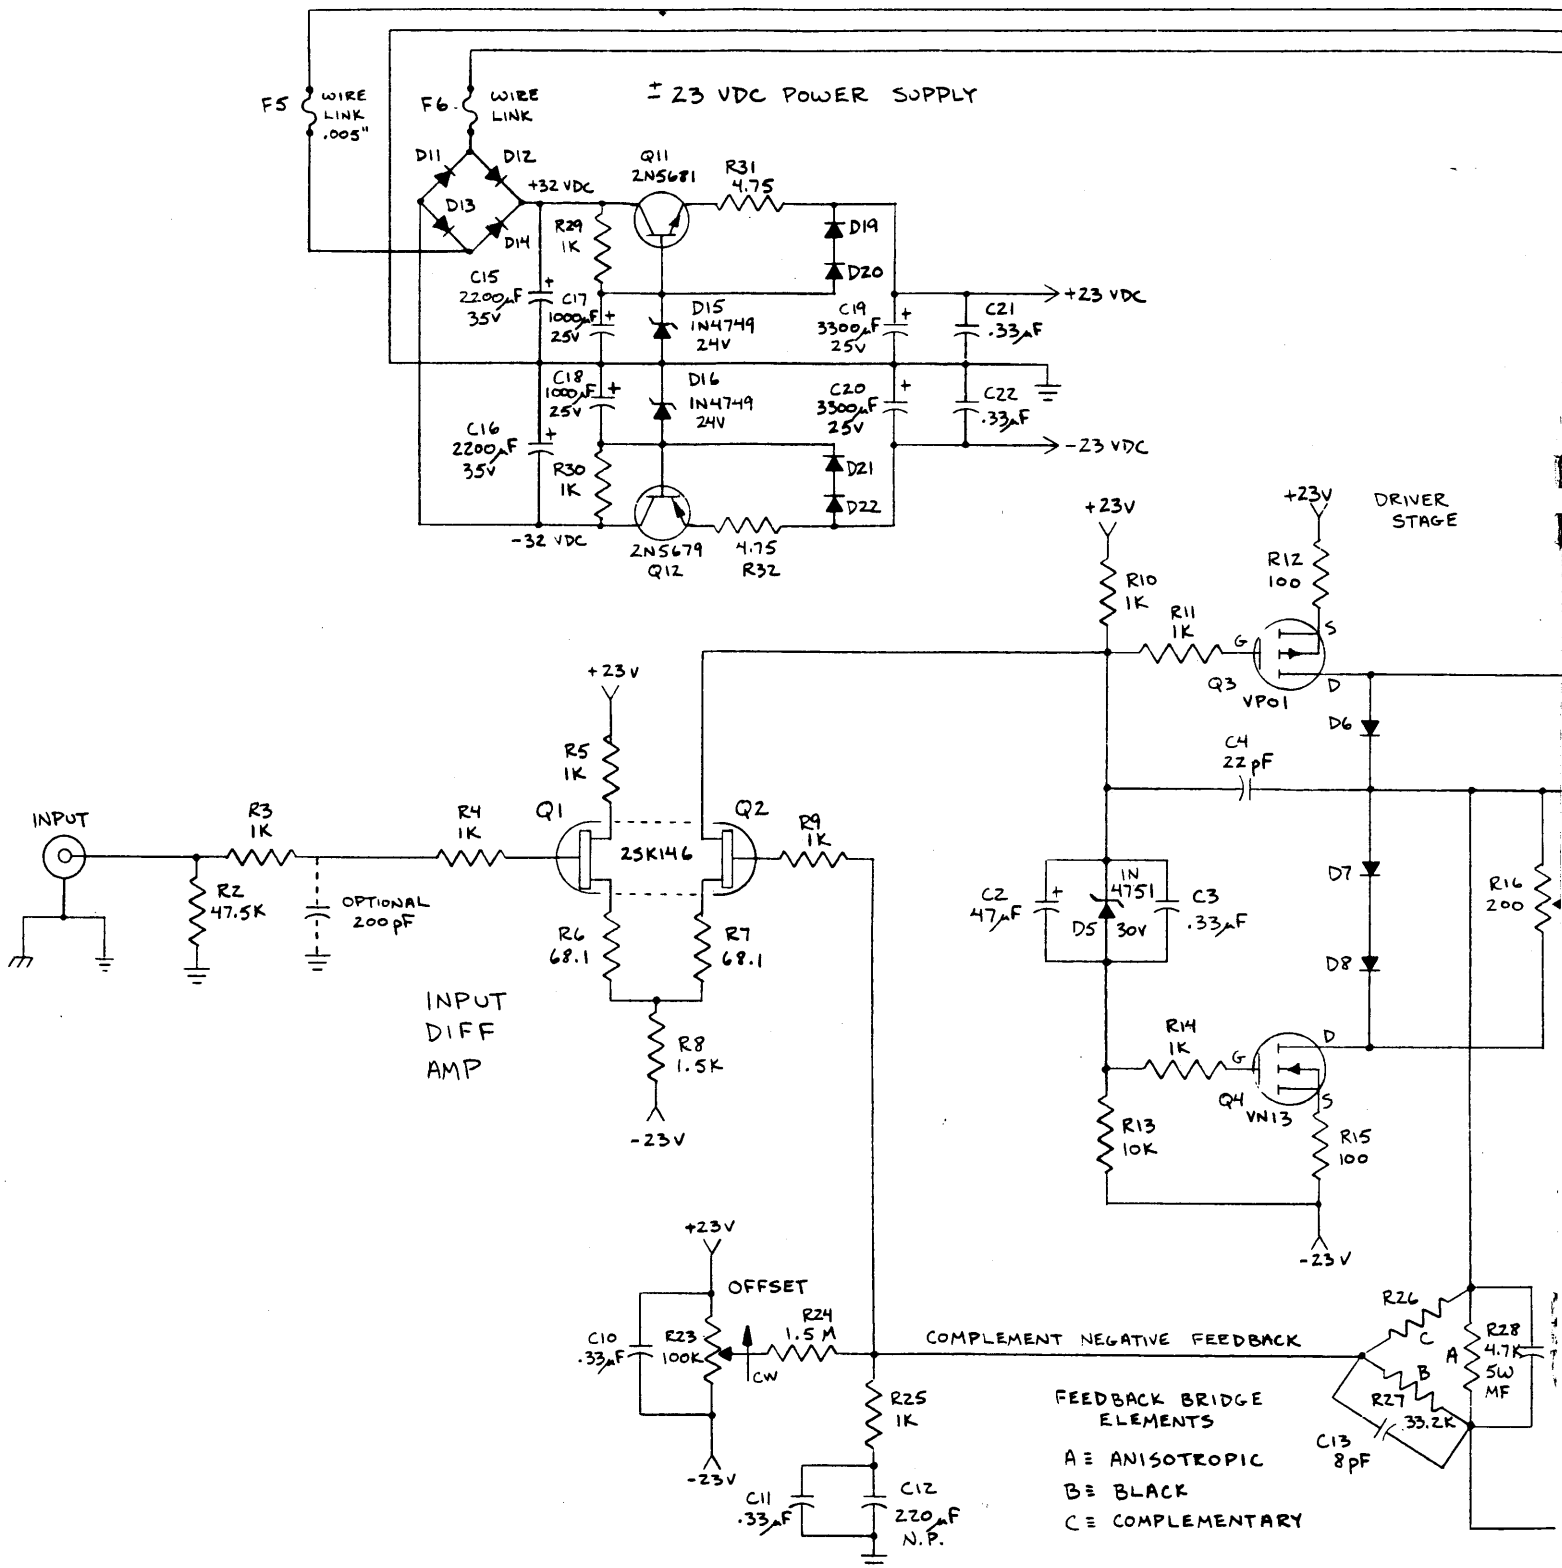 ± 23 VDC POWER SUPPLY
F5
WIRE
LINK
.005"
F6
WIRE
LINK
D11
D12
D13
D14
+32 VDC
Q11
2N5681
R31
4.75
R29
1K
D19
D20
C15
2200µF
35V
+
C17
1000µF
25V
+
D15
1N4749
24V
C19
3300µF
25V
+
C21
.33µF
+23 VDC
C18
1000µF
25V
+
D16
1N4749
24V
C20
3300µF
25V
+
C22
.33µF
-23 VDC
C16
2200µF
35V
+
R30
1K
D21
D22
-32 VDC
2N5679
Q12
4.75
R32
+23V
+23V
DRIVER
STAGE
R10
1K
R12
100
R11
1K
G
S
D
Q3
VP01
+23V
R5
1K
D6
C4
22pF
INPUT
R3
1K
R4
1K
Q1
2SK146
Q2
R9
1K
R2
47.5K
OPTIONAL
200pF
R6
68.1
R7
68.1
C2
47µF
+
1N
4751
D5
30V
C3
.33µF
D7
R16
200
D8
INPUT
DIFF
AMP
R8
1.5K
-23V
R14
1K
G
D
S
Q4
VN13
R13
10K
R15
100
-23V
+23V
OFFSET
C10
.33µF
R23
100K
CW
R24
1.5M
-23V
COMPLEMENT NEGATIVE FEEDBACK
R26
C
A
B
R28
4.7K
5W
MF
R27
33.2K
C13
8pF
R25
1K
C11
.33µF
C12
220µF
N.P.
FEEDBACK BRIDGE
ELEMENTS
A ≡ ANISOTROPIC
B ≡ BLACK
C ≡ COMPLEMENTARY